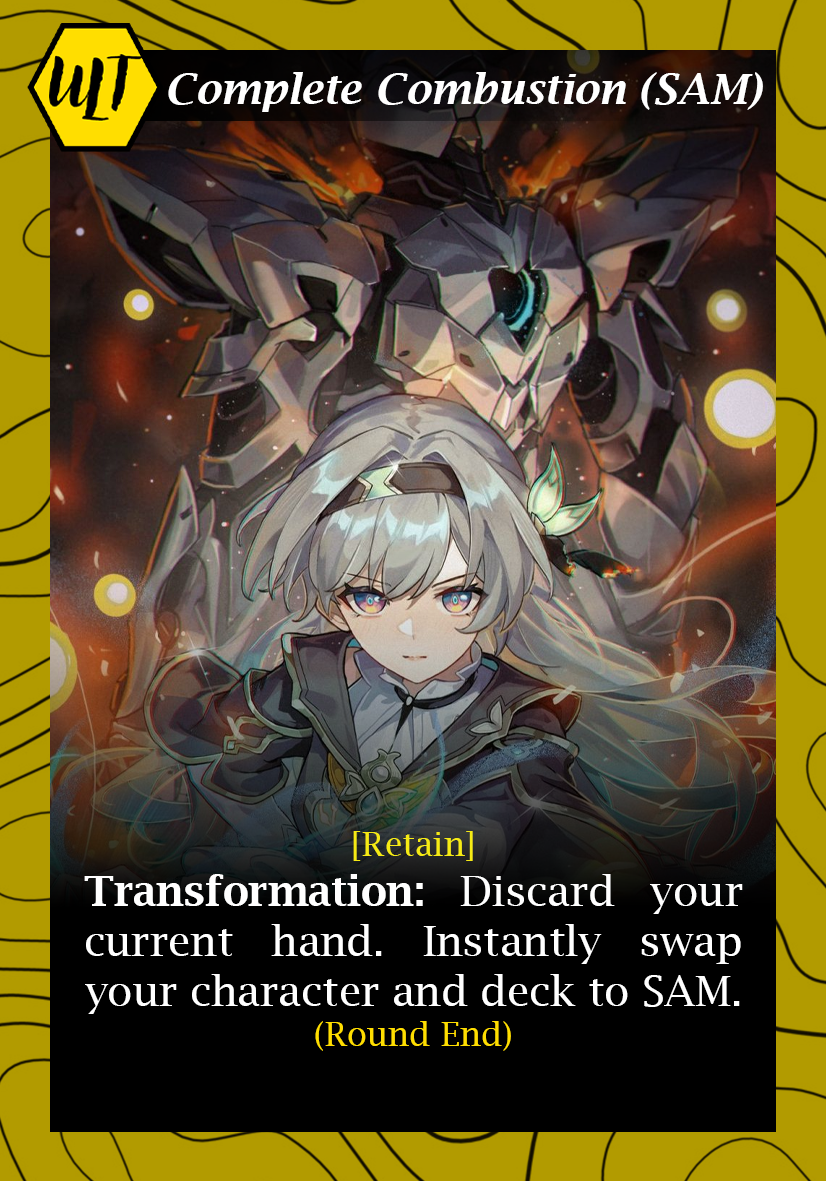 ULT
Complete Combustion (SAM)
[Retain]
Transformation: Discard your
current hand. Instantly swap
your character and deck to SAM.
(Round End)